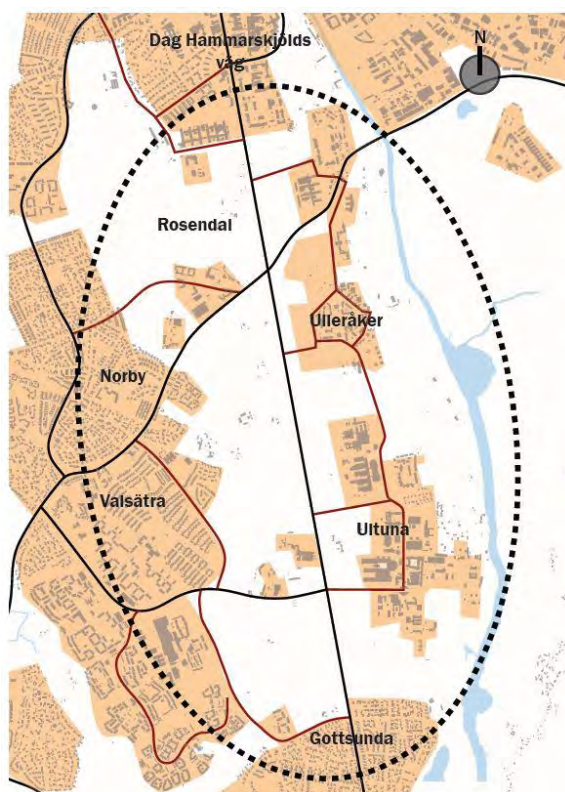 Dag Hammarskjölds
väg
N
Rosendal
Ulleråker
Norby
Valsätra
Ultuna
Gottsunda